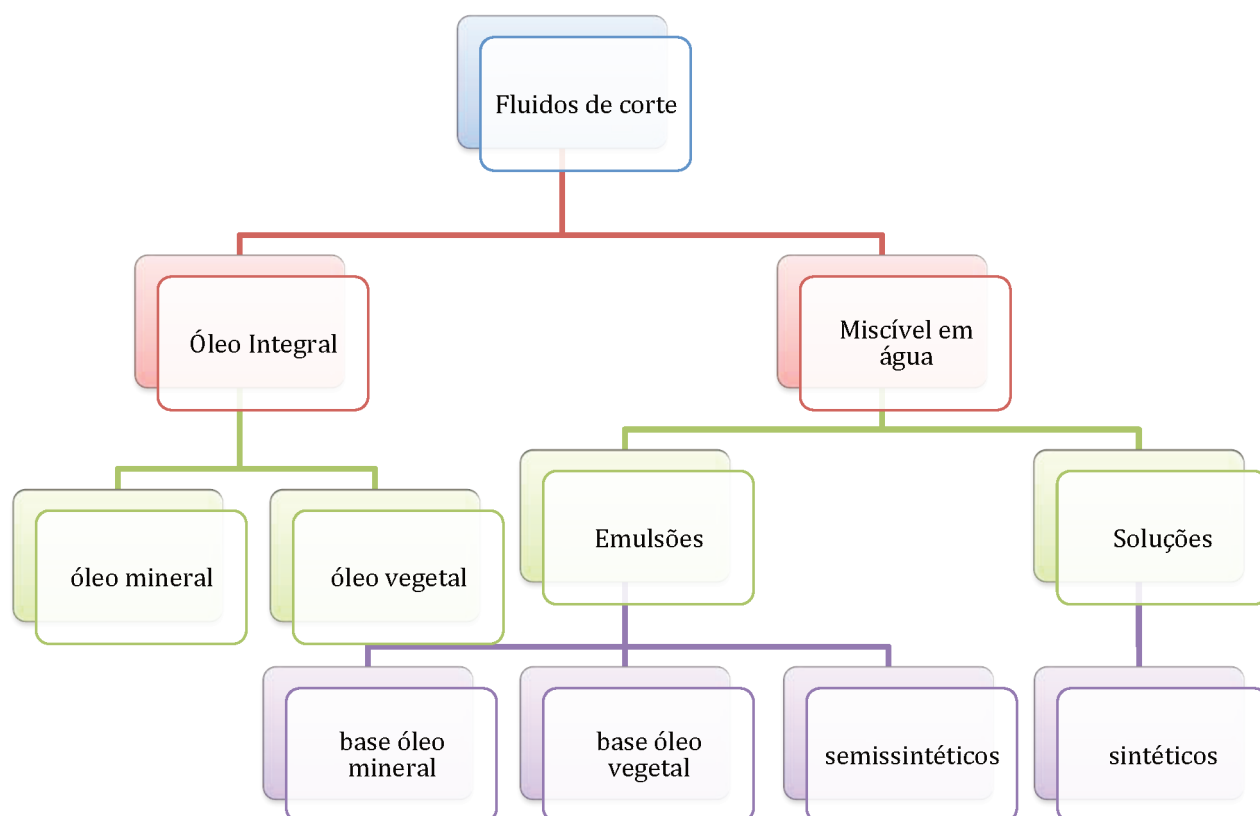 Fluidos de corte
Óleo Integral
Miscível em
água
óleo mineral
óleo vegetal
Emulsões
Soluções
base óleo
mineral
base óleo
vegetal
semissintéticos
sintéticos